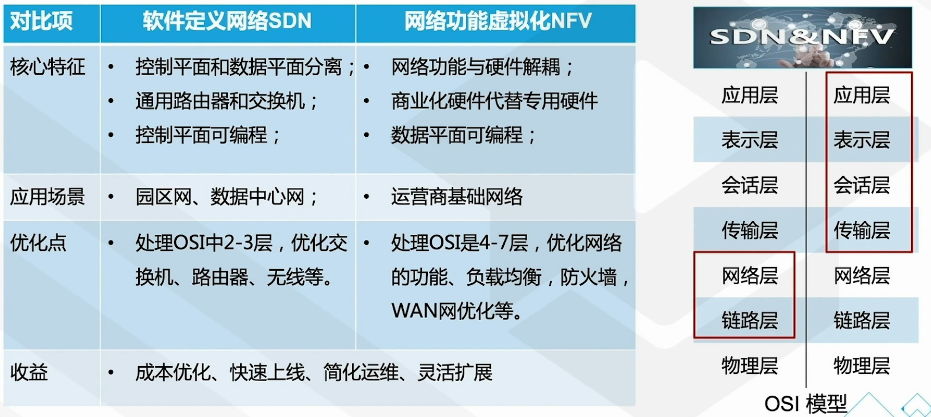 对比项 软件定义网络SDN 网络功能虚拟化NFV
核心特征
• 控制平面和数据平面分离；
• 通用路由器和交换机；
• 控制平面可编程；
• 网络功能与硬件解耦；
• 商业化硬件代替专用硬件
• 数据平面可编程；
应用场景
• 园区网、数据中心网；
• 运营商基础网络
优化点
• 处理OSI中2-3层，优化交
换机、路由器、无线等。
• 处理OSI是4-7层，优化网络
的功能、负载均衡，防火墙，
WAN网优化等。
收益
• 成本优化、快速上线、简化运维、灵活扩展
SDN&NFV
应用层 应用层
表示层 表示层
会话层 会话层
传输层 传输层
网络层 网络层
链路层 链路层
物理层 物理层
OSI 模型